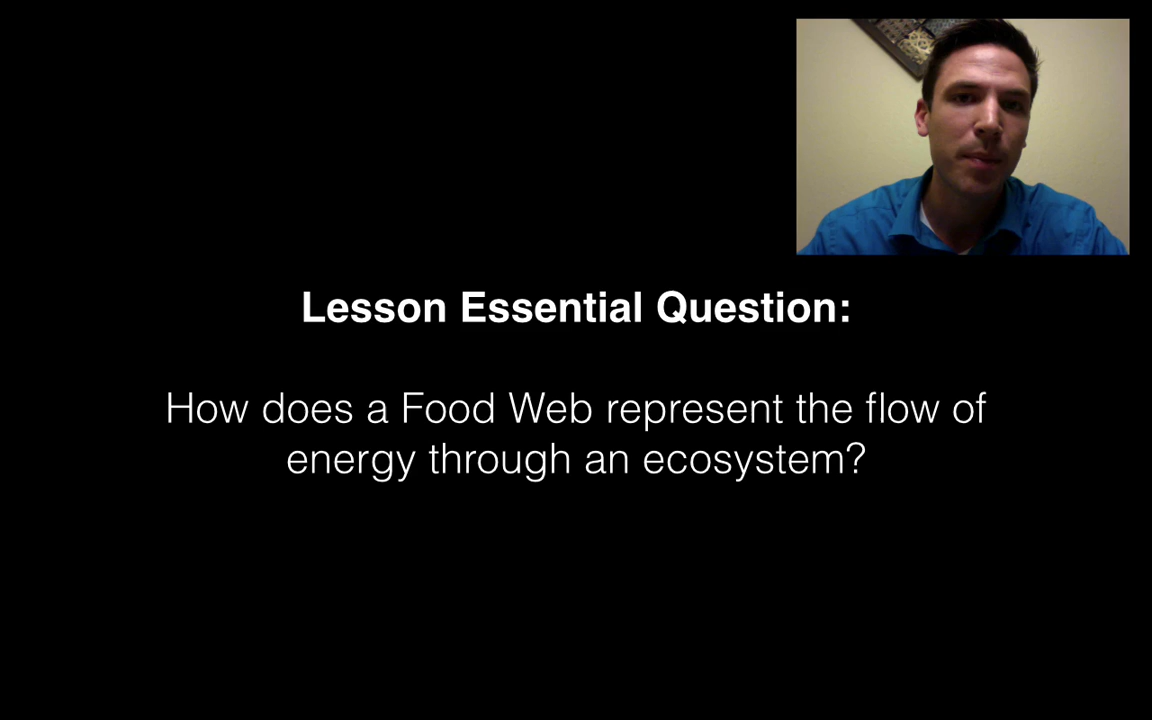 Lesson Essential Question:
How does a Food Web represent the flow of
energy through an ecosystem?